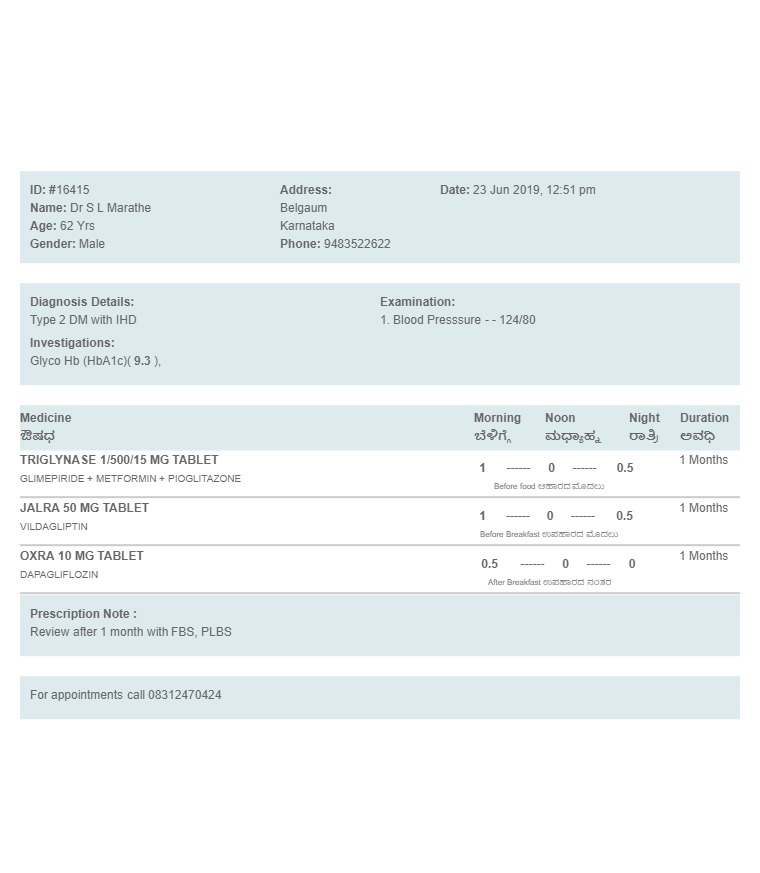 ID: #16415
Name: Dr S L Marathe
Age: 62 Yrs
Gender: Male
Address:
Belgaum
Karnataka
Phone: 9483522622
Date: 23 Jun 2019, 12:51 pm
Diagnosis Details:
Type 2 DM with IHD
Investigations:
Glyco Hb (HbA1c)( 9.3 ),
Examination:
1. Blood Presssure - - 124/80
Medicine Morning Noon Night Duration
ಔಷಧ ಬೆಳಿಗ್ಗೆ ಮಧ್ಯಾಹ್ನ ರಾತ್ರಿ ಅವಧಿ
TRIGLYNASE 1/500/15 MG TABLET 1 ------ 0 ------ 0.5 1 Months
GLIMEPIRIDE + METFORMIN + PIOGLITAZONE
Before food ಆಹಾರದ ಮೊದಲು
JALRA 50 MG TABLET 1 ------ 0 ------ 0.5 1 Months
VILDAGLIPTIN
Before Breakfast ಉಪಹಾರದ ಮೊದಲು
OXRA 10 MG TABLET 0.5 ------ 0 ------ 0 1 Months
DAPAGLIFLOZIN
After Breakfast ಉಪಹಾರದ ನಂತರ
Prescription Note :
Review after 1 month with FBS, PLBS
For appointments call 08312470424